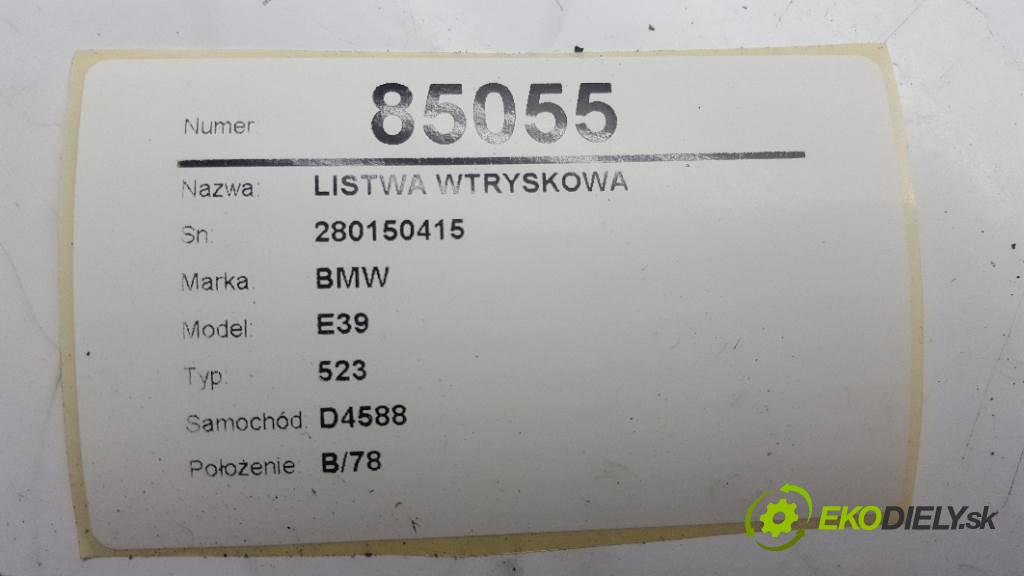 Numer 85055
Nazwa: LISTWA WTRYSKOWA
Sn: 280150415
Marka: BMW
Model: E39
Typ: 523
Samochód: D4588
Położenie B/78
EKODIELY.sk